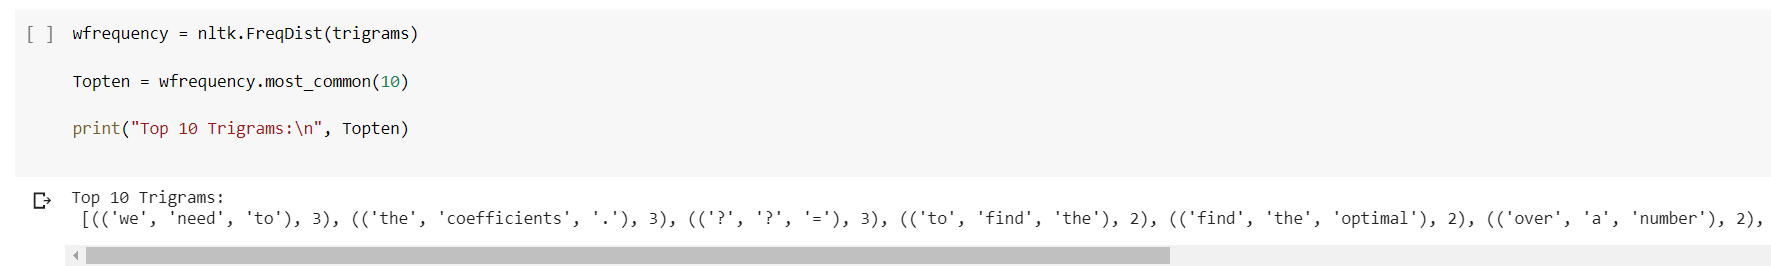 [ ] wfrequency = nltk.FreqDist(trigrams)
Topten = wfrequency.most_common(10)
print("Top 10 Trigrams:\n", Topten)
Top 10 Trigrams:
[(('we', 'need', 'to'), 3), (('the', 'coefficients', '.'), 3), (('?', '?', '='), 3), (('to', 'find', 'the'), 2), (('find', 'the', 'optimal'), 2), (('over', 'a', 'number'), 2),